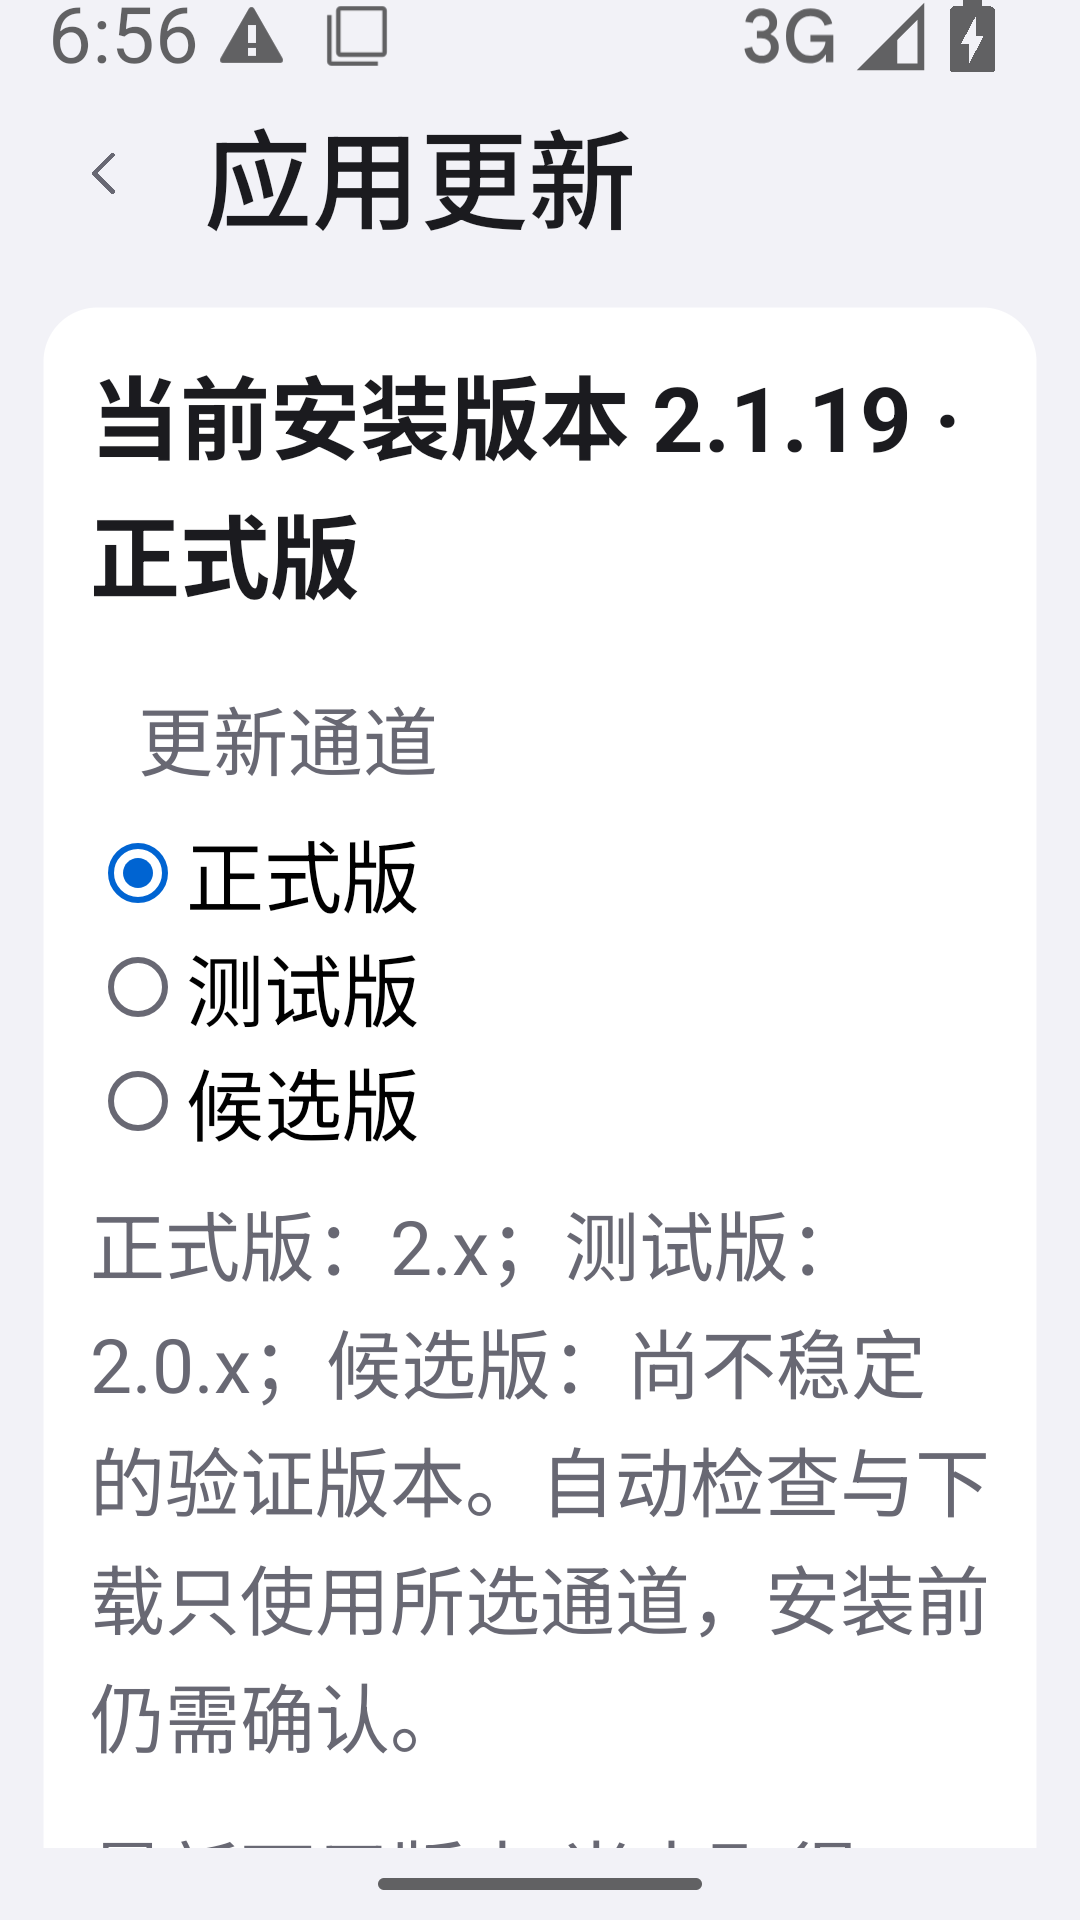 6:56
3G
应用更新
当前安装版本 2.1.19 ·
正式版
更新通道
正式版
测试版
候选版
正式版：2.x；测试版：
2.0.x；候选版：尚不稳定
的验证版本。自动检查与下
载只使用所选通道，安装前
仍需确认。